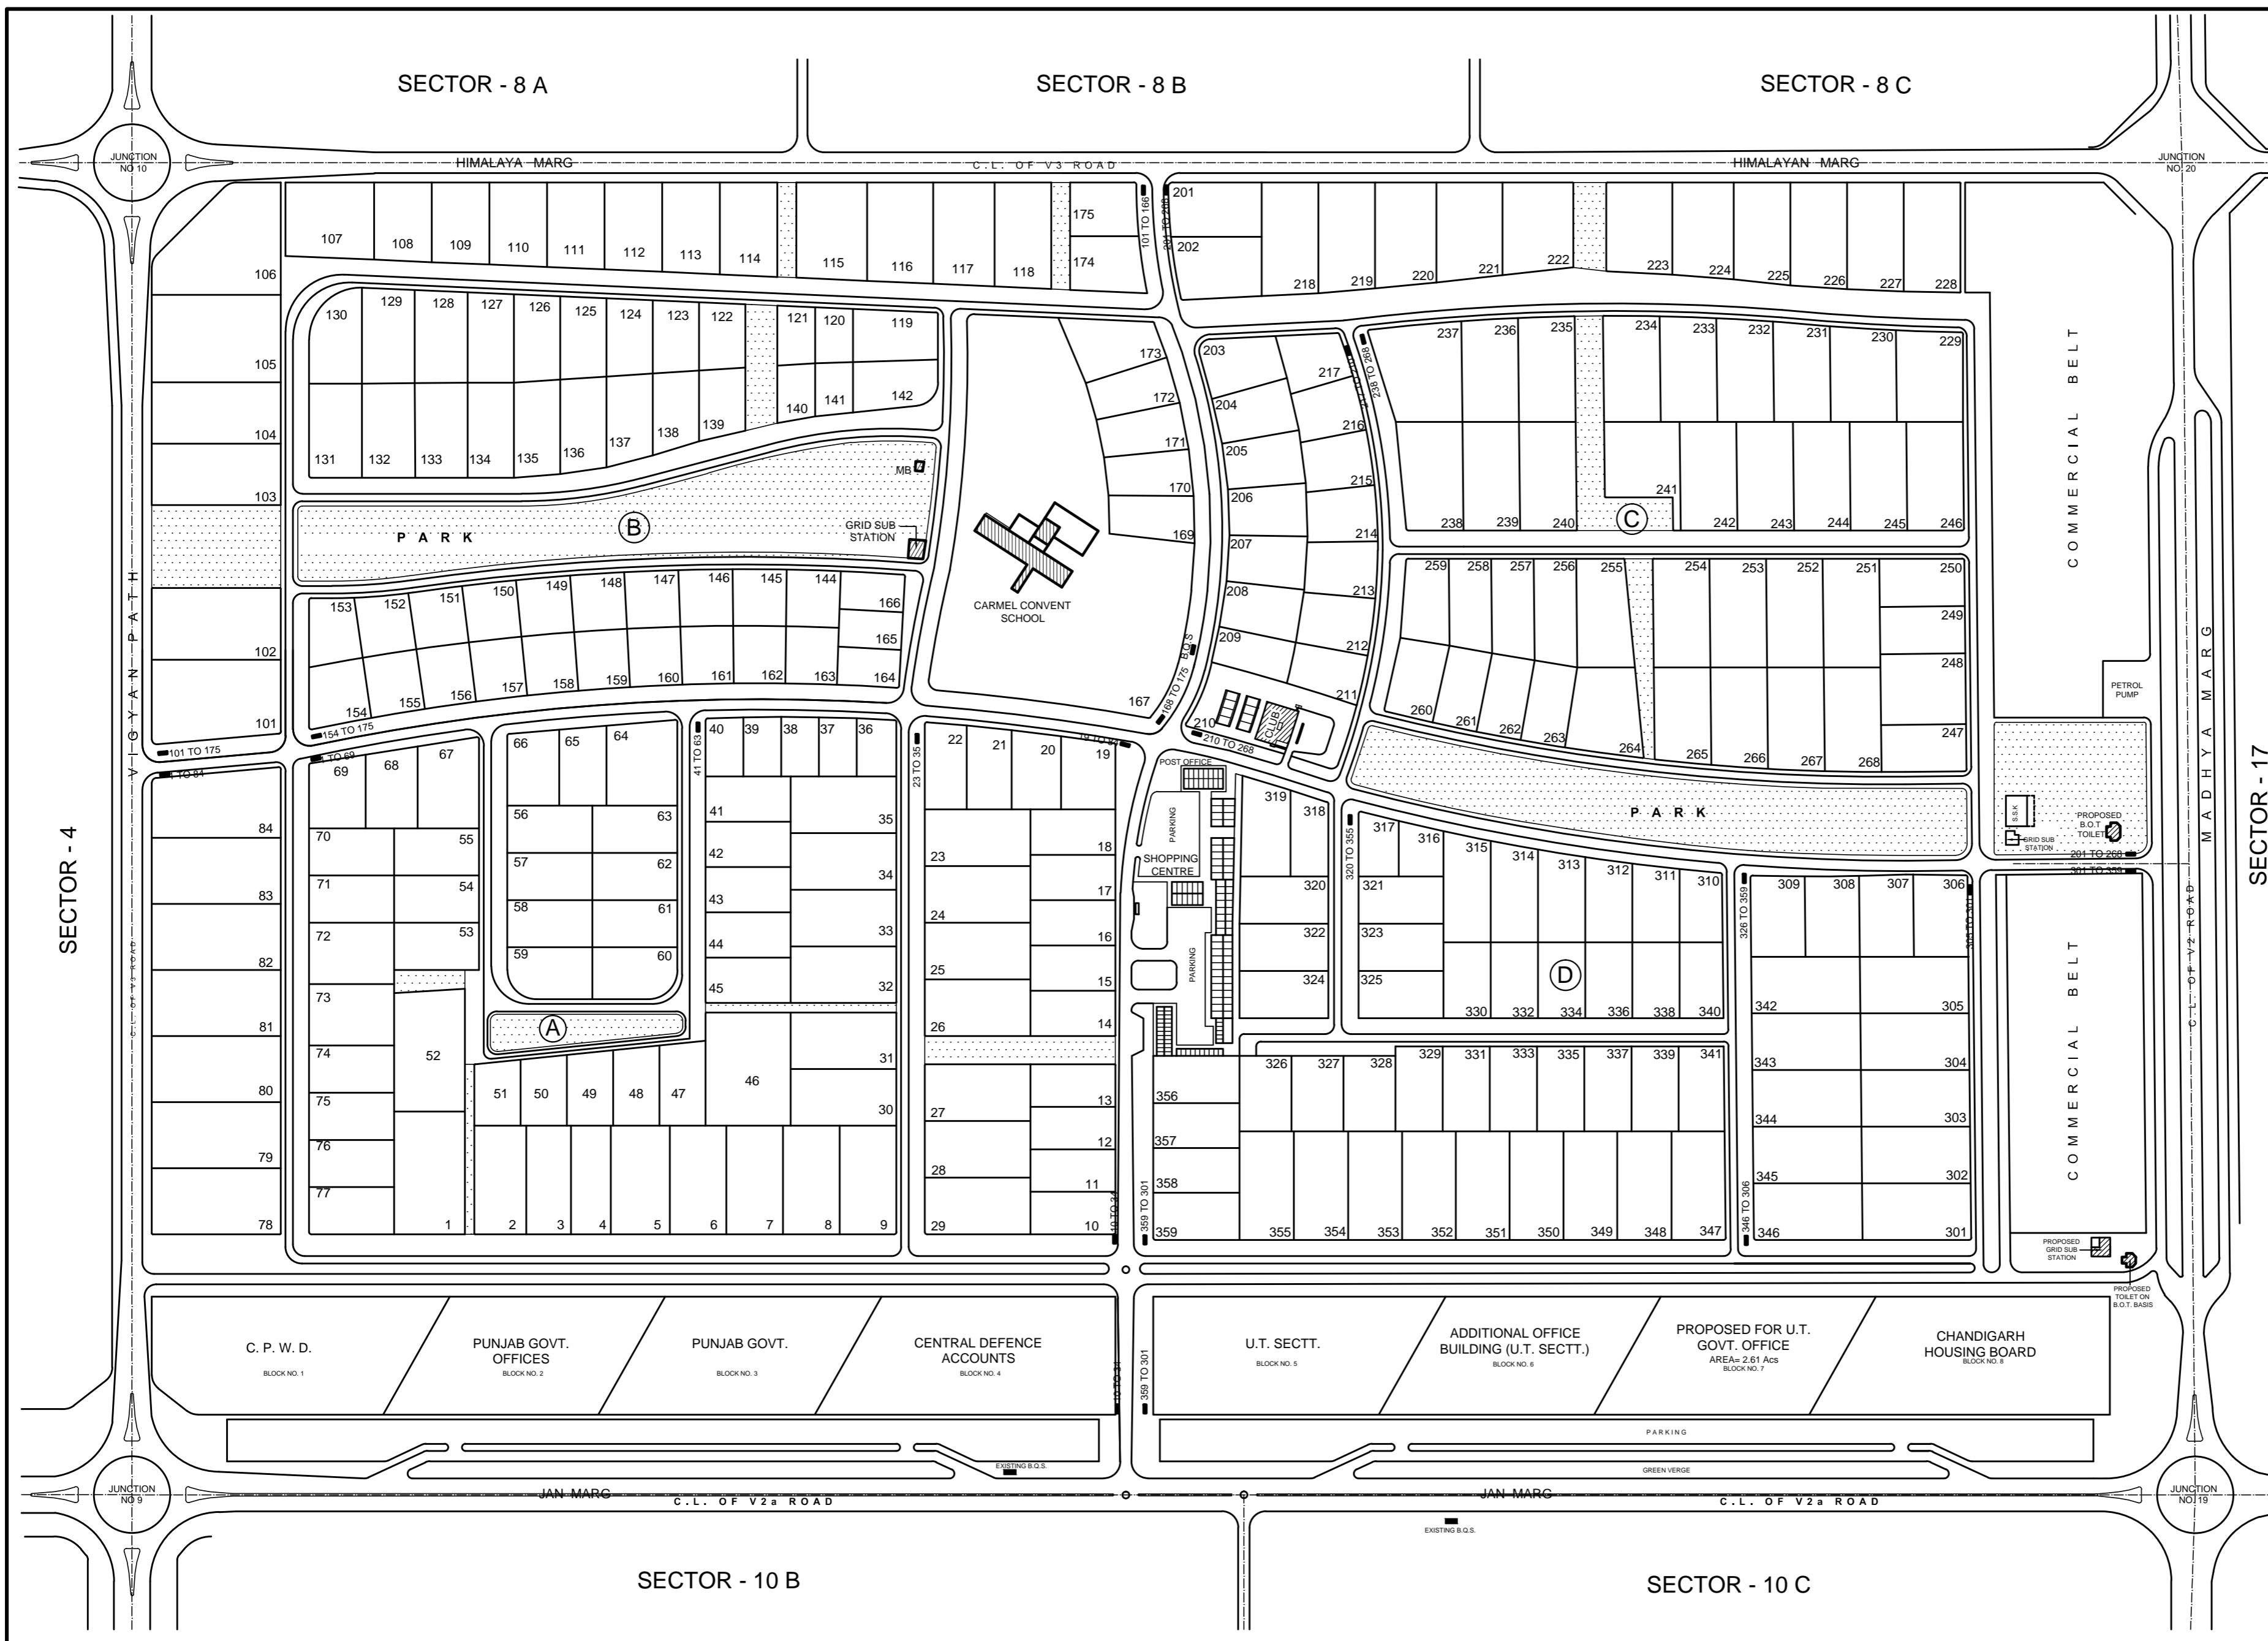 SECTOR - 8 A
SECTOR - 8 B
SECTOR - 8 C
JUNCTION
NO 10
HIMALAYA MARG
C.L. OF V3 ROAD
HIMALAYAN MARG
JUNCTION
NO. 20
107
108
109
110
111
112
113
114
115
116
117
118
175
174
101 TO 166
201
202
218
219
220
221
222
223
224
225
226
227
228
106
105
104
103
102
101
130
129
128
127
126
125
124
123
122
121
120
119
131
132
133
134
135
136
137
138
139
140
141
142
MB
PARK
B
GRID SUB
STATION
173
172
171
170
169
CARMEL CONVENT
SCHOOL
167
168 TO 175
B.Q.S
203
204
205
206
207
208
209
210
217
216
215
214
213
212
211
CLUB
210 TO 268
238 TO 268
237
236
235
234
233
232
231
230
229
238
239
240
241
242
243
244
245
246
C
COMMERCIAL BELT
259
258
257
256
255
254
253
252
251
250
249
248
247
260
261
262
263
264
265
266
267
268
PETROL
PUMP
VIGYAN PATH
153
152
151
150
149
148
147
146
145
144
166
165
164
154
155
156
157
158
159
160
161
162
163
154 TO 175
101 TO 175
1 TO 69
1 TO 84
SECTOR - 4
C.L. OF V3 ROAD
84
83
82
81
80
79
78
69
68
67
70
71
72
73
74
75
76
77
55
54
53
52
1
66
65
64
56
57
58
59
63
62
61
60
A
41 TO 63
40
39
38
37
36
41
42
43
44
45
35
34
33
32
31
30
46
51
50
49
48
47
2
3
4
5
6
7
8
9
23 TO 35
22
21
20
19
19 TO 84
23
24
25
26
27
28
29
18
17
16
15
14
13
12
11
10
POST OFFICE
PARKING
SHOPPING
CENTRE
PARKING
359 TO 301
319
318
320
322
324
320 TO 355
317
316
315
314
313
312
311
310
321
323
325
D
330
332
334
336
338
340
PARK
326 TO 359
309
308
307
306
305 TO 301
342
343
344
345
346
305
304
303
302
301
346 TO 306
326
327
328
329
331
333
335
337
339
341
356
357
358
359
355
354
353
352
351
350
349
348
347
S.S.K
GRID SUB
STATION
PROPOSED
B.O.T
TOILET
201 TO 268
301 TO 359
COMMERCIAL BELT
MADHYA MARG
C.L. OF V2 ROAD
SECTOR - 17
PROPOSED
GRID SUB
STATION
PROPOSED
TOILET ON
B.O.T. BASIS
C. P. W. D.
BLOCK NO. 1
PUNJAB GOVT.
OFFICES
BLOCK NO. 2
PUNJAB GOVT.
BLOCK NO. 3
CENTRAL DEFENCE
ACCOUNTS
BLOCK NO. 4
10 TO 34
359 TO 301
U.T. SECTT.
BLOCK NO. 5
ADDITIONAL OFFICE
BUILDING (U.T. SECTT.)
BLOCK NO. 6
PROPOSED FOR U.T.
GOVT. OFFICE
AREA= 2.61 Acs
BLOCK NO. 7
CHANDIGARH
HOUSING BOARD
BLOCK NO. 8
PARKING
GREEN VERGE
EXISTING B.Q.S.
JUNCTION
NO 9
JAN MARG
C.L. OF V2a ROAD
JAN MARG
C.L. OF V2a ROAD
JUNCTION
NO. 19
EXISTING B.Q.S.
SECTOR - 10 B
SECTOR - 10 C